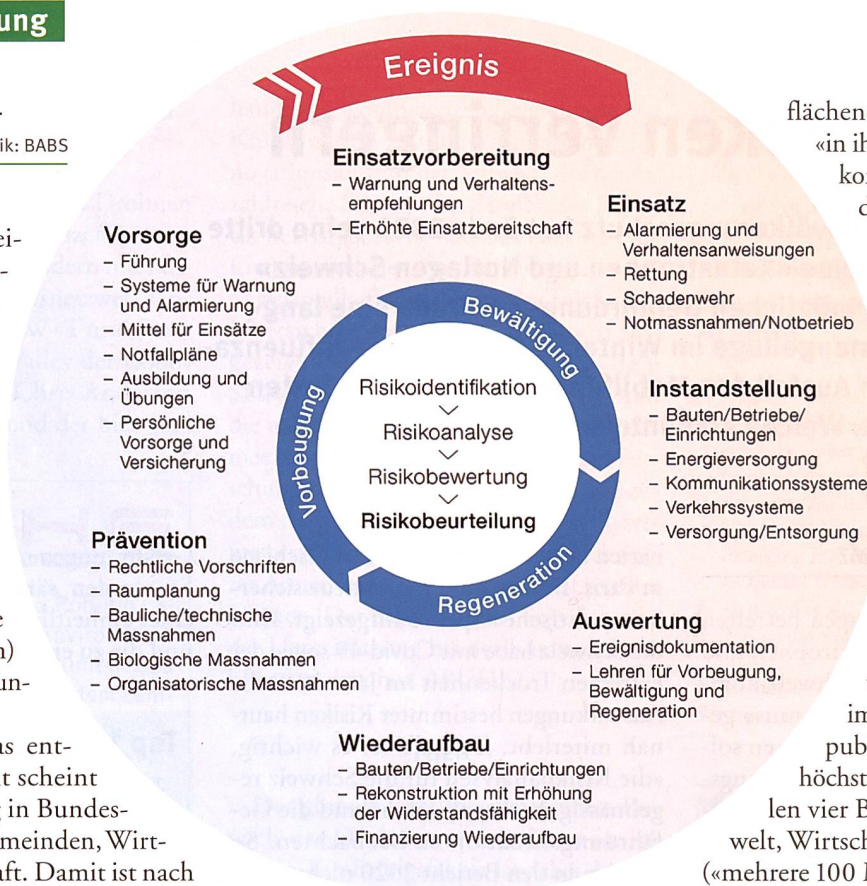 ung
ik: BABS
Ereignis
Einsatzvorbereitung
– Warnung und Verhaltens-
empfehlungen
– Erhöhte Einsatzbereitschaft
Einsatz
– Alarmierung und
Verhaltensanweisungen
– Rettung
– Schadenwehr
– Notmassnahmen/Notbetrieb
Instandstellung
– Bauten/Betriebe/
Einrichtungen
– Energieversorgung
– Kommunikationssysteme
– Verkehrssysteme
– Versorgung/Entsorgung
Auswertung
– Ereignisdokumentation
– Lehren für Vorbeugung,
Bewältigung und
Regeneration
Wiederaufbau
– Bauten/Betriebe/Einrichtungen
– Rekonstruktion mit Erhöhung
der Widerstandsfähigkeit
– Finanzierung Wiederaufbau
Prävention
– Rechtliche Vorschriften
– Raumplanung
– Bauliche/technische
Massnahmen
– Biologische Massnahmen
– Organisatorische Massnahmen
Vorsorge
– Führung
– Systeme für Warnung
und Alarmierung
– Mittel für Einsätze
– Notfallpläne
– Ausbildung und
– Übungen
– Persönliche
Vorsorge und
Versicherung
Bewältigung
Regeneration
Vorbeugung
Risikoidentifikation
Risikoanalyse
Risikobewertung
Risikobeurteilung
ei-
e
n)
un-
as ent-
nt scheint
g in Bundes-
meinden, Wirt-
aft. Damit ist nach
flächen
«in ih
ko
d
im
pub
höchst
len vier B
welt, Wirtsch
(«mehrere 100 M